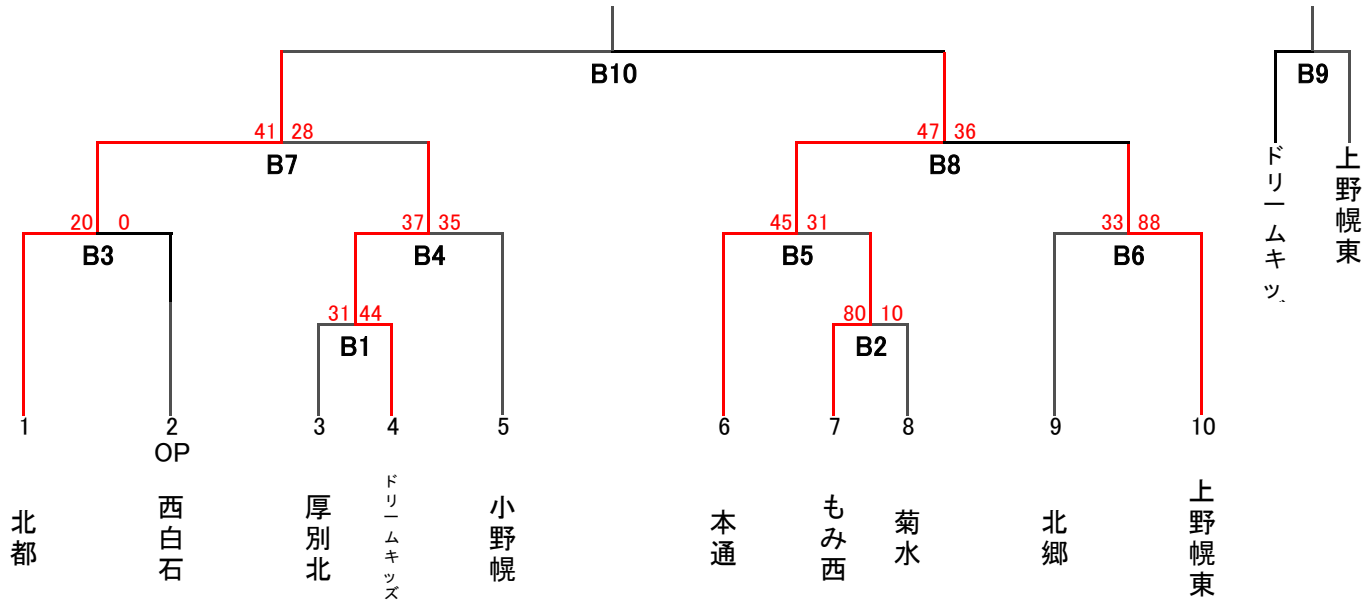 B10
B9
ドリームキッズ
上野幌東
41 28
B7
47 36
B8
20 0
B3
37 35
B4
45 31
B5
33 88
B6
31 44
B1
80 10
B2
1
2
3
4
5
6
7
8
9
10
OP
北都
西白石
厚別北
ドリームキッズ
小野幌
本通
もみ西
菊水
北郷
上野幌東